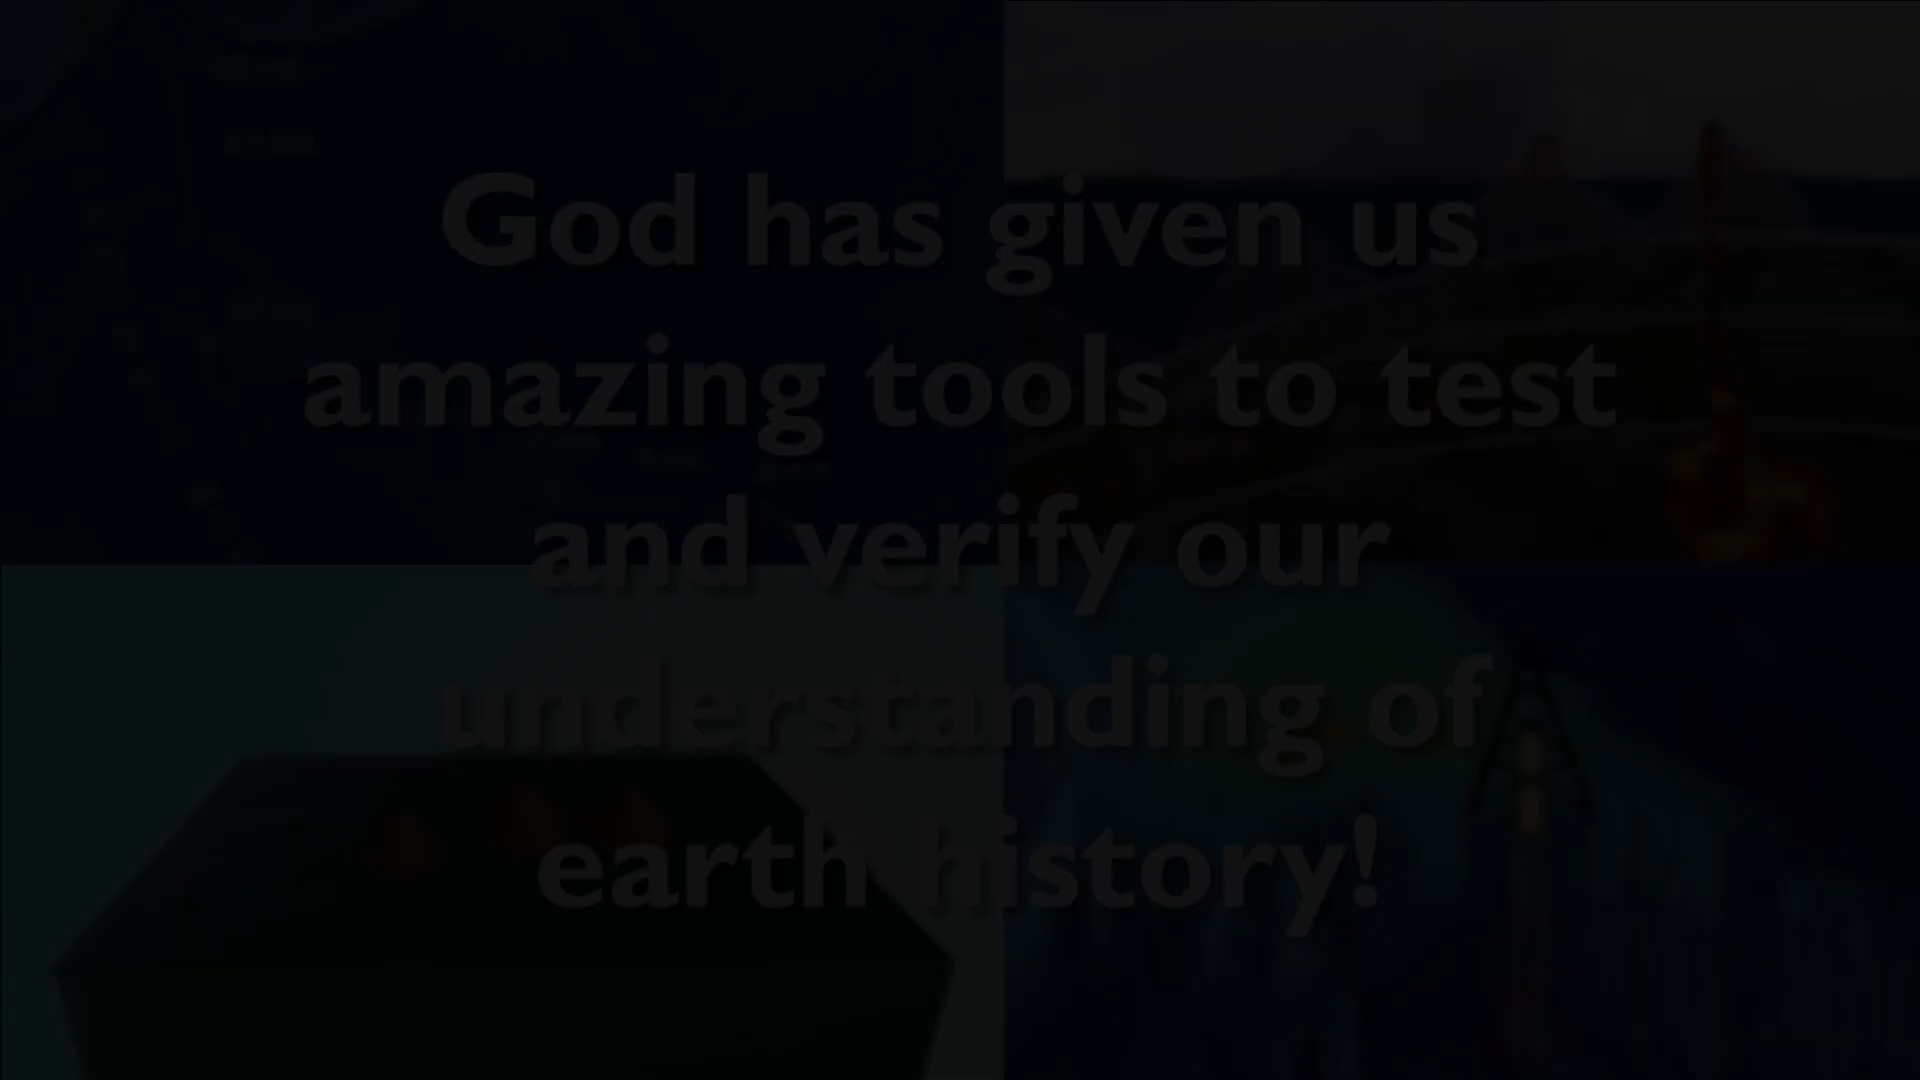 God has given us
amazing tools to test
and verify our
understanding of
earth history!